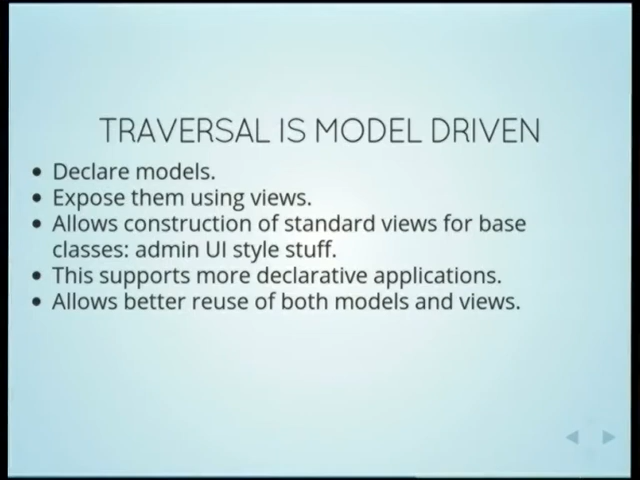 TRAVERSAL IS MODEL DRIVEN
• Declare models.
• Expose them using views.
• Allows construction of standard views for base
classes: admin UI style stuff.
• This supports more declarative applications.
• Allows better reuse of both models and views.